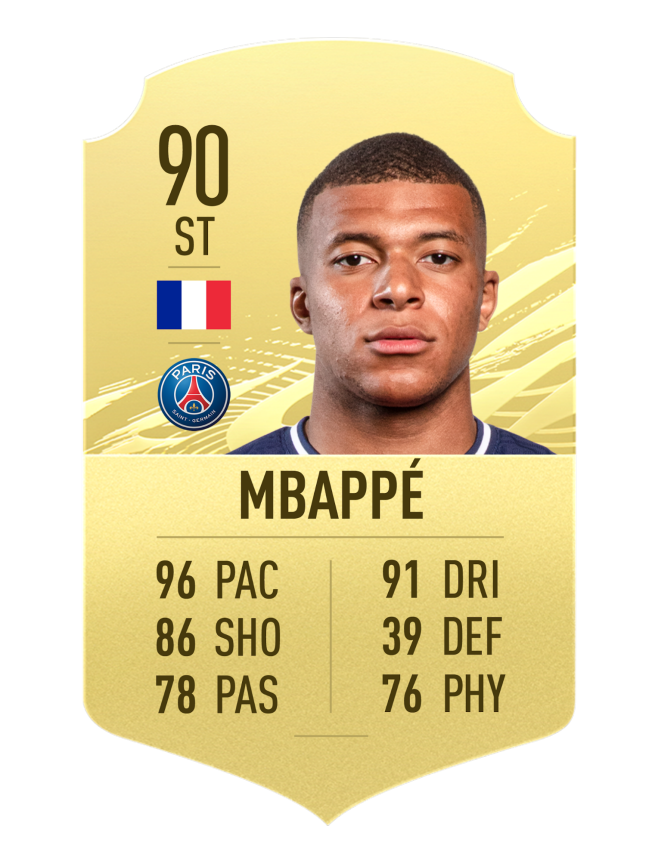 90
ST
PARIS
SAINT-GERMAIN
MBAPPÉ
96 PAC
86 SHO
78 PAS
91 DRI
39 DEF
76 PHY